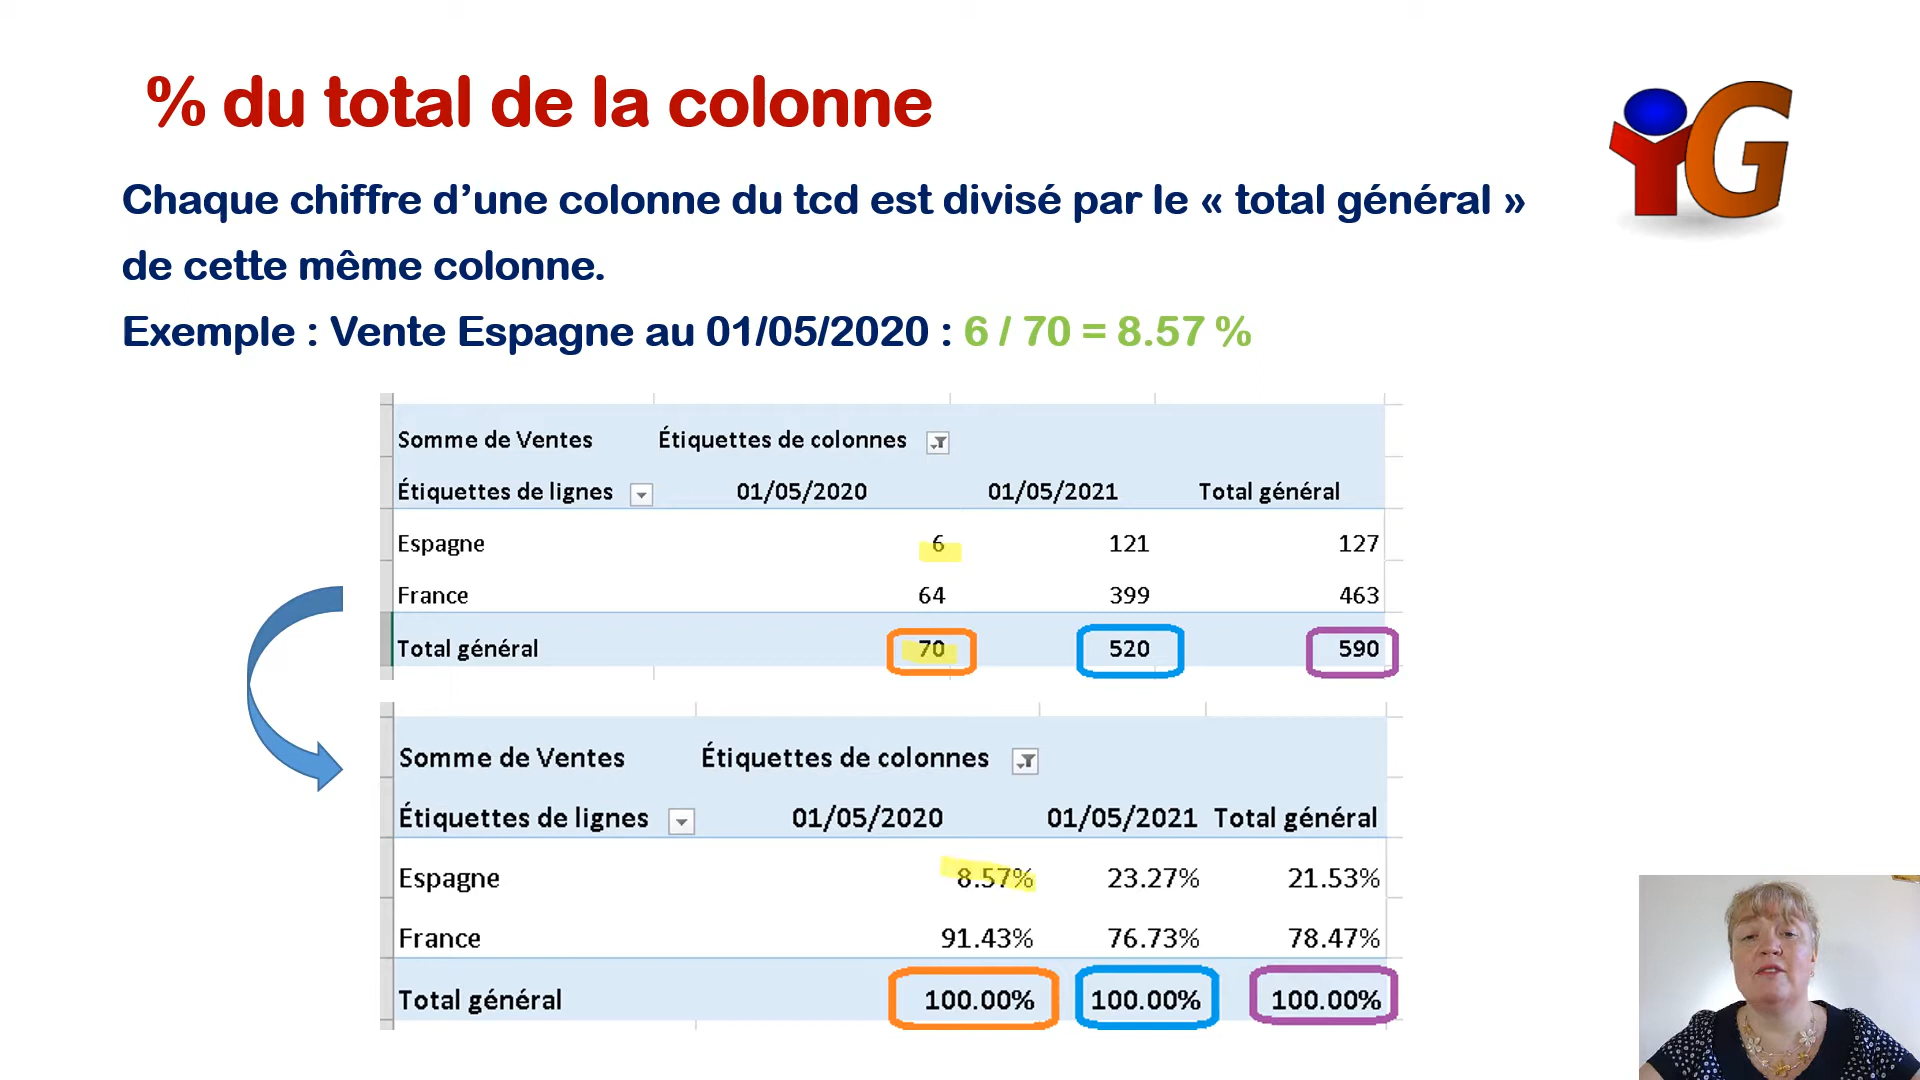 % du total de la colonne
YG
Chaque chiffre d’une colonne du tcd est divisé par le « total général »
de cette même colonne.
Exemple : Vente Espagne au 01/05/2020 : 6 / 70 = 8.57 %
Somme de Ventes Étiquettes de colonnes
Étiquettes de lignes 01/05/2020 01/05/2021 Total général
Espagne 6 121 127
France 64 399 463
Total général 70 520 590
Somme de Ventes Étiquettes de colonnes
Étiquettes de lignes 01/05/2020 01/05/2021 Total général
Espagne 8.57% 23.27% 21.53%
France 91.43% 76.73% 78.47%
Total général 100.00% 100.00% 100.00%